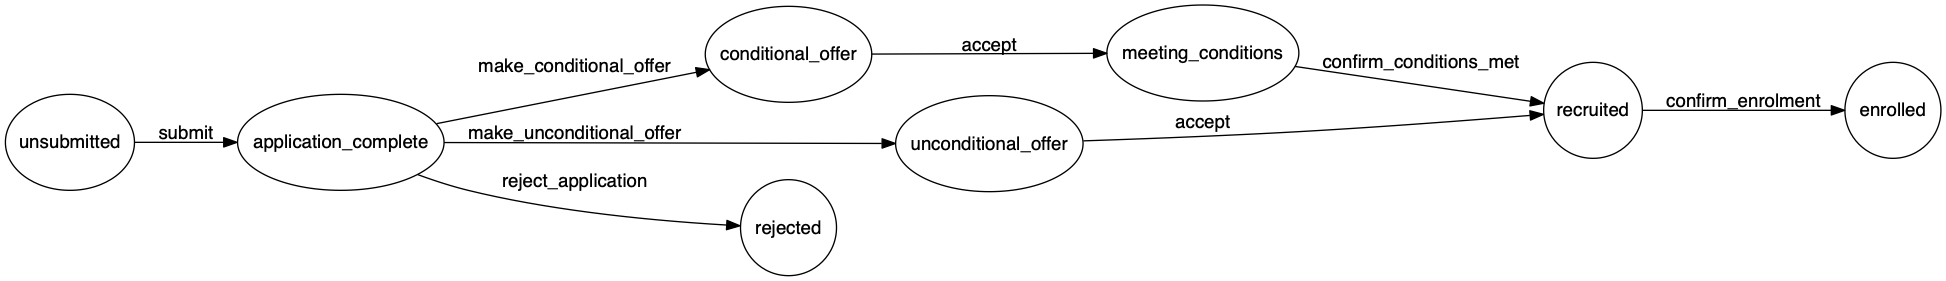 unsubmitted
submit
application_complete
make_conditional_offer
conditional_offer
accept
meeting_conditions
confirm_conditions_met
make_unconditional_offer
unconditional_offer
accept
recruited
confirm_enrolment
enrolled
reject_application
rejected